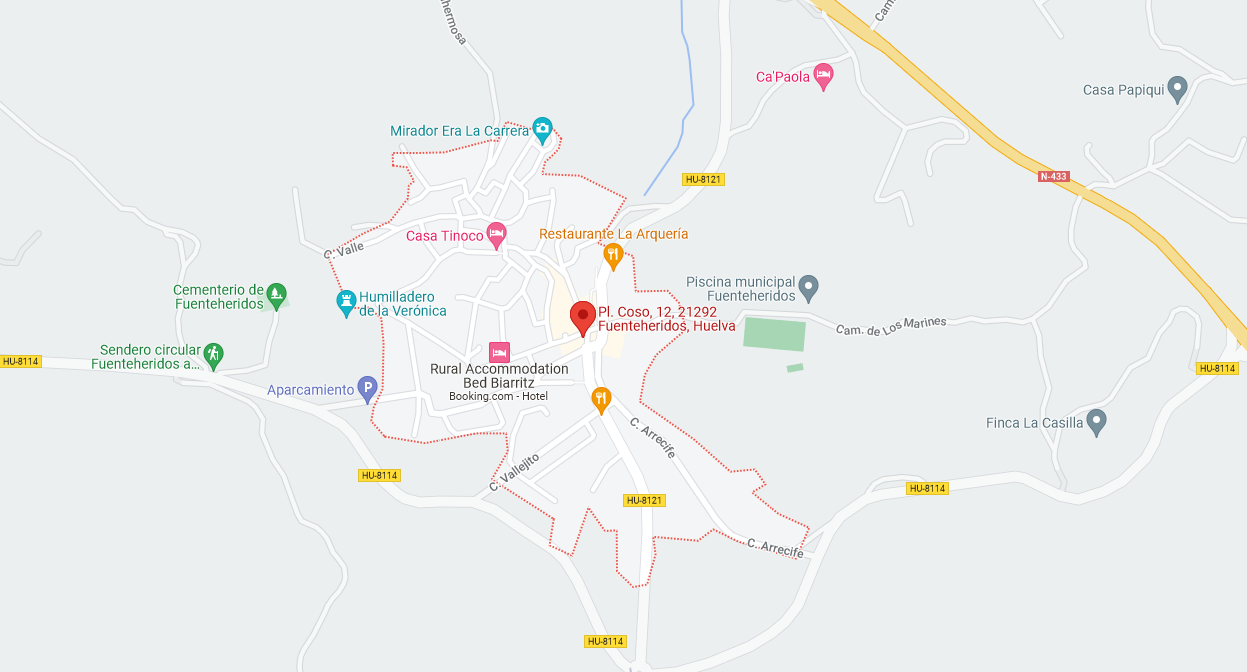 hermosa
Cam
Ca'Paola
Casa Papiqui
Mirador Era La Carrera
HU-8121
N-433
C. Valle
Casa Tinoco
Restaurante La Arquería
Cementerio de
Fuenteheridos
Humilladero
de la Verónica
Piscina municipal
Fuenteheridos
Pl. Coso, 12, 21292
Fuenteheridos, Huelva
Cam. de Los Marines
HU-8114
Sendero circular
Fuenteheridos a...
Rural Accommodation
Bed Biarritz
Booking.com - Hotel
HU-8114
Aparcamiento
P
C. Arrecife
Finca La Casilla
C. Vallejito
HU-8114
HU-8121
HU-8114
C. Arrecife
HU-8114